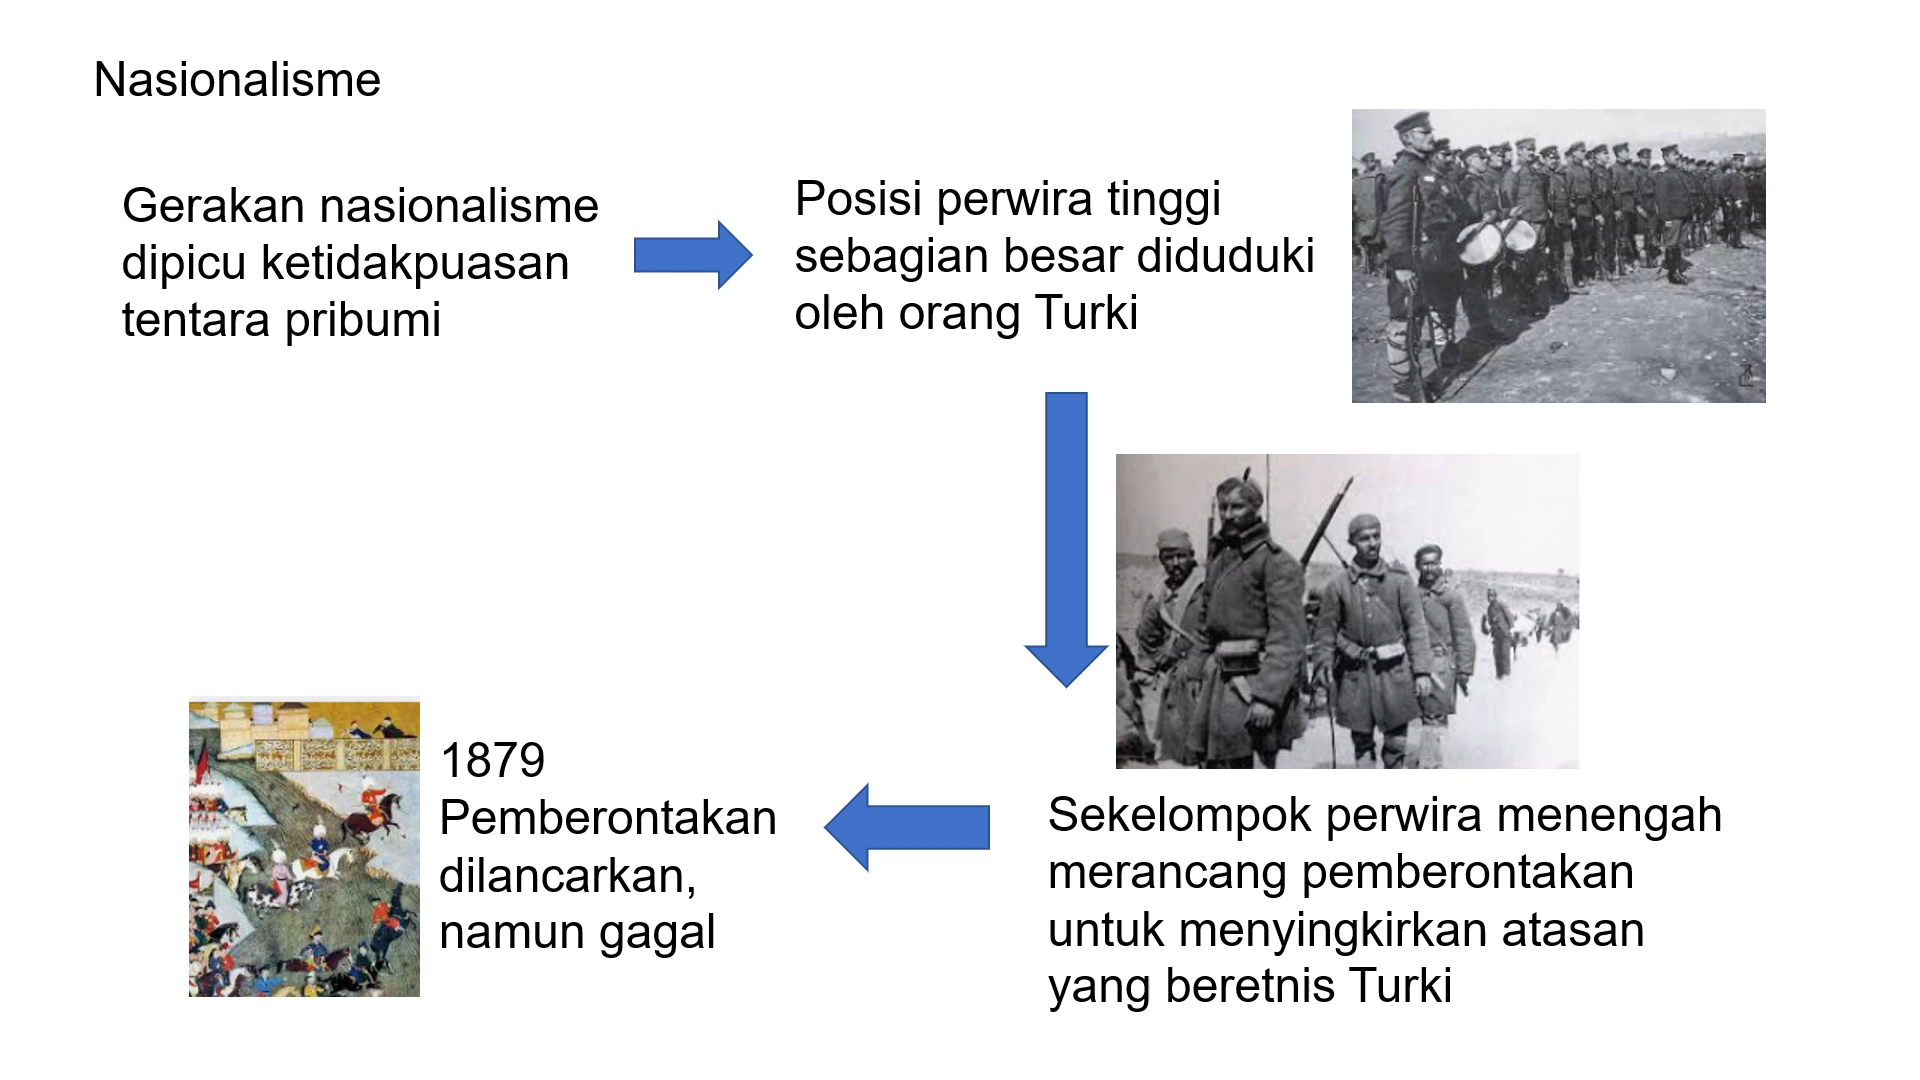 Nasionalisme
Gerakan nasionalisme
dipicu ketidakpuasan
tentara pribumi
Posisi perwira tinggi
sebagian besar diduduki
oleh orang Turki
Sekelompok perwira menengah
merancang pemberontakan
untuk menyingkirkan atasan
yang beretnis Turki
1879
Pemberontakan
dilancarkan,
namun gagal